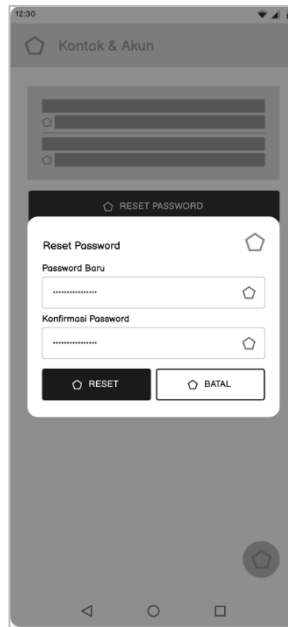 12:30
Kontak & Akun
RESET PASSWORD
Reset Password
Password Baru
Konfirmasi Password
RESET
BATAL